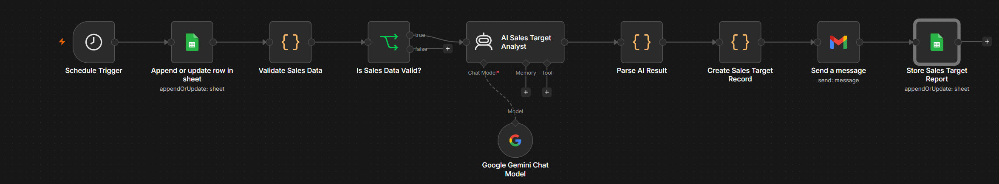 true
false
AI Sales Target
Analyst
Schedule Trigger
Append or update row in
sheet
appendOrUpdate: sheet
Validate Sales Data
Is Sales Data Valid?
Chat Model*
Memory
Tool
Parse AI Result
Create Sales Target
Record
Send a message
send: message
Store Sales Target
Report
appendOrUpdate: sheet
Model
Google Gemini Chat
Model